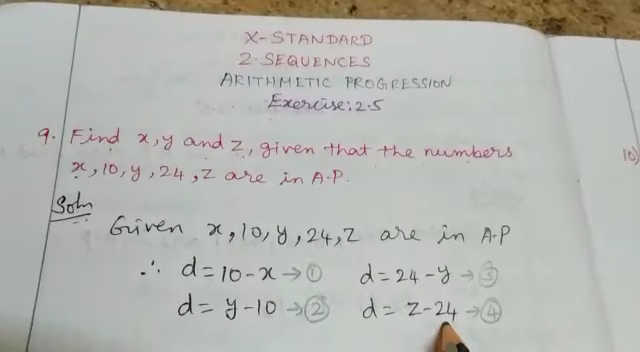 X-STANDARD
2.SEQUENCES
ARITHMETIC PROGRESSION
Exercise:2.5
9. Find x,y and z, given that the numbers
x,10,y,24,z are in A.P.
10)
Soln
Given x,10,y,24,z are in A.P
∴ d=10-x→① d=24-y→③
d=y-10→② d=z-24→④